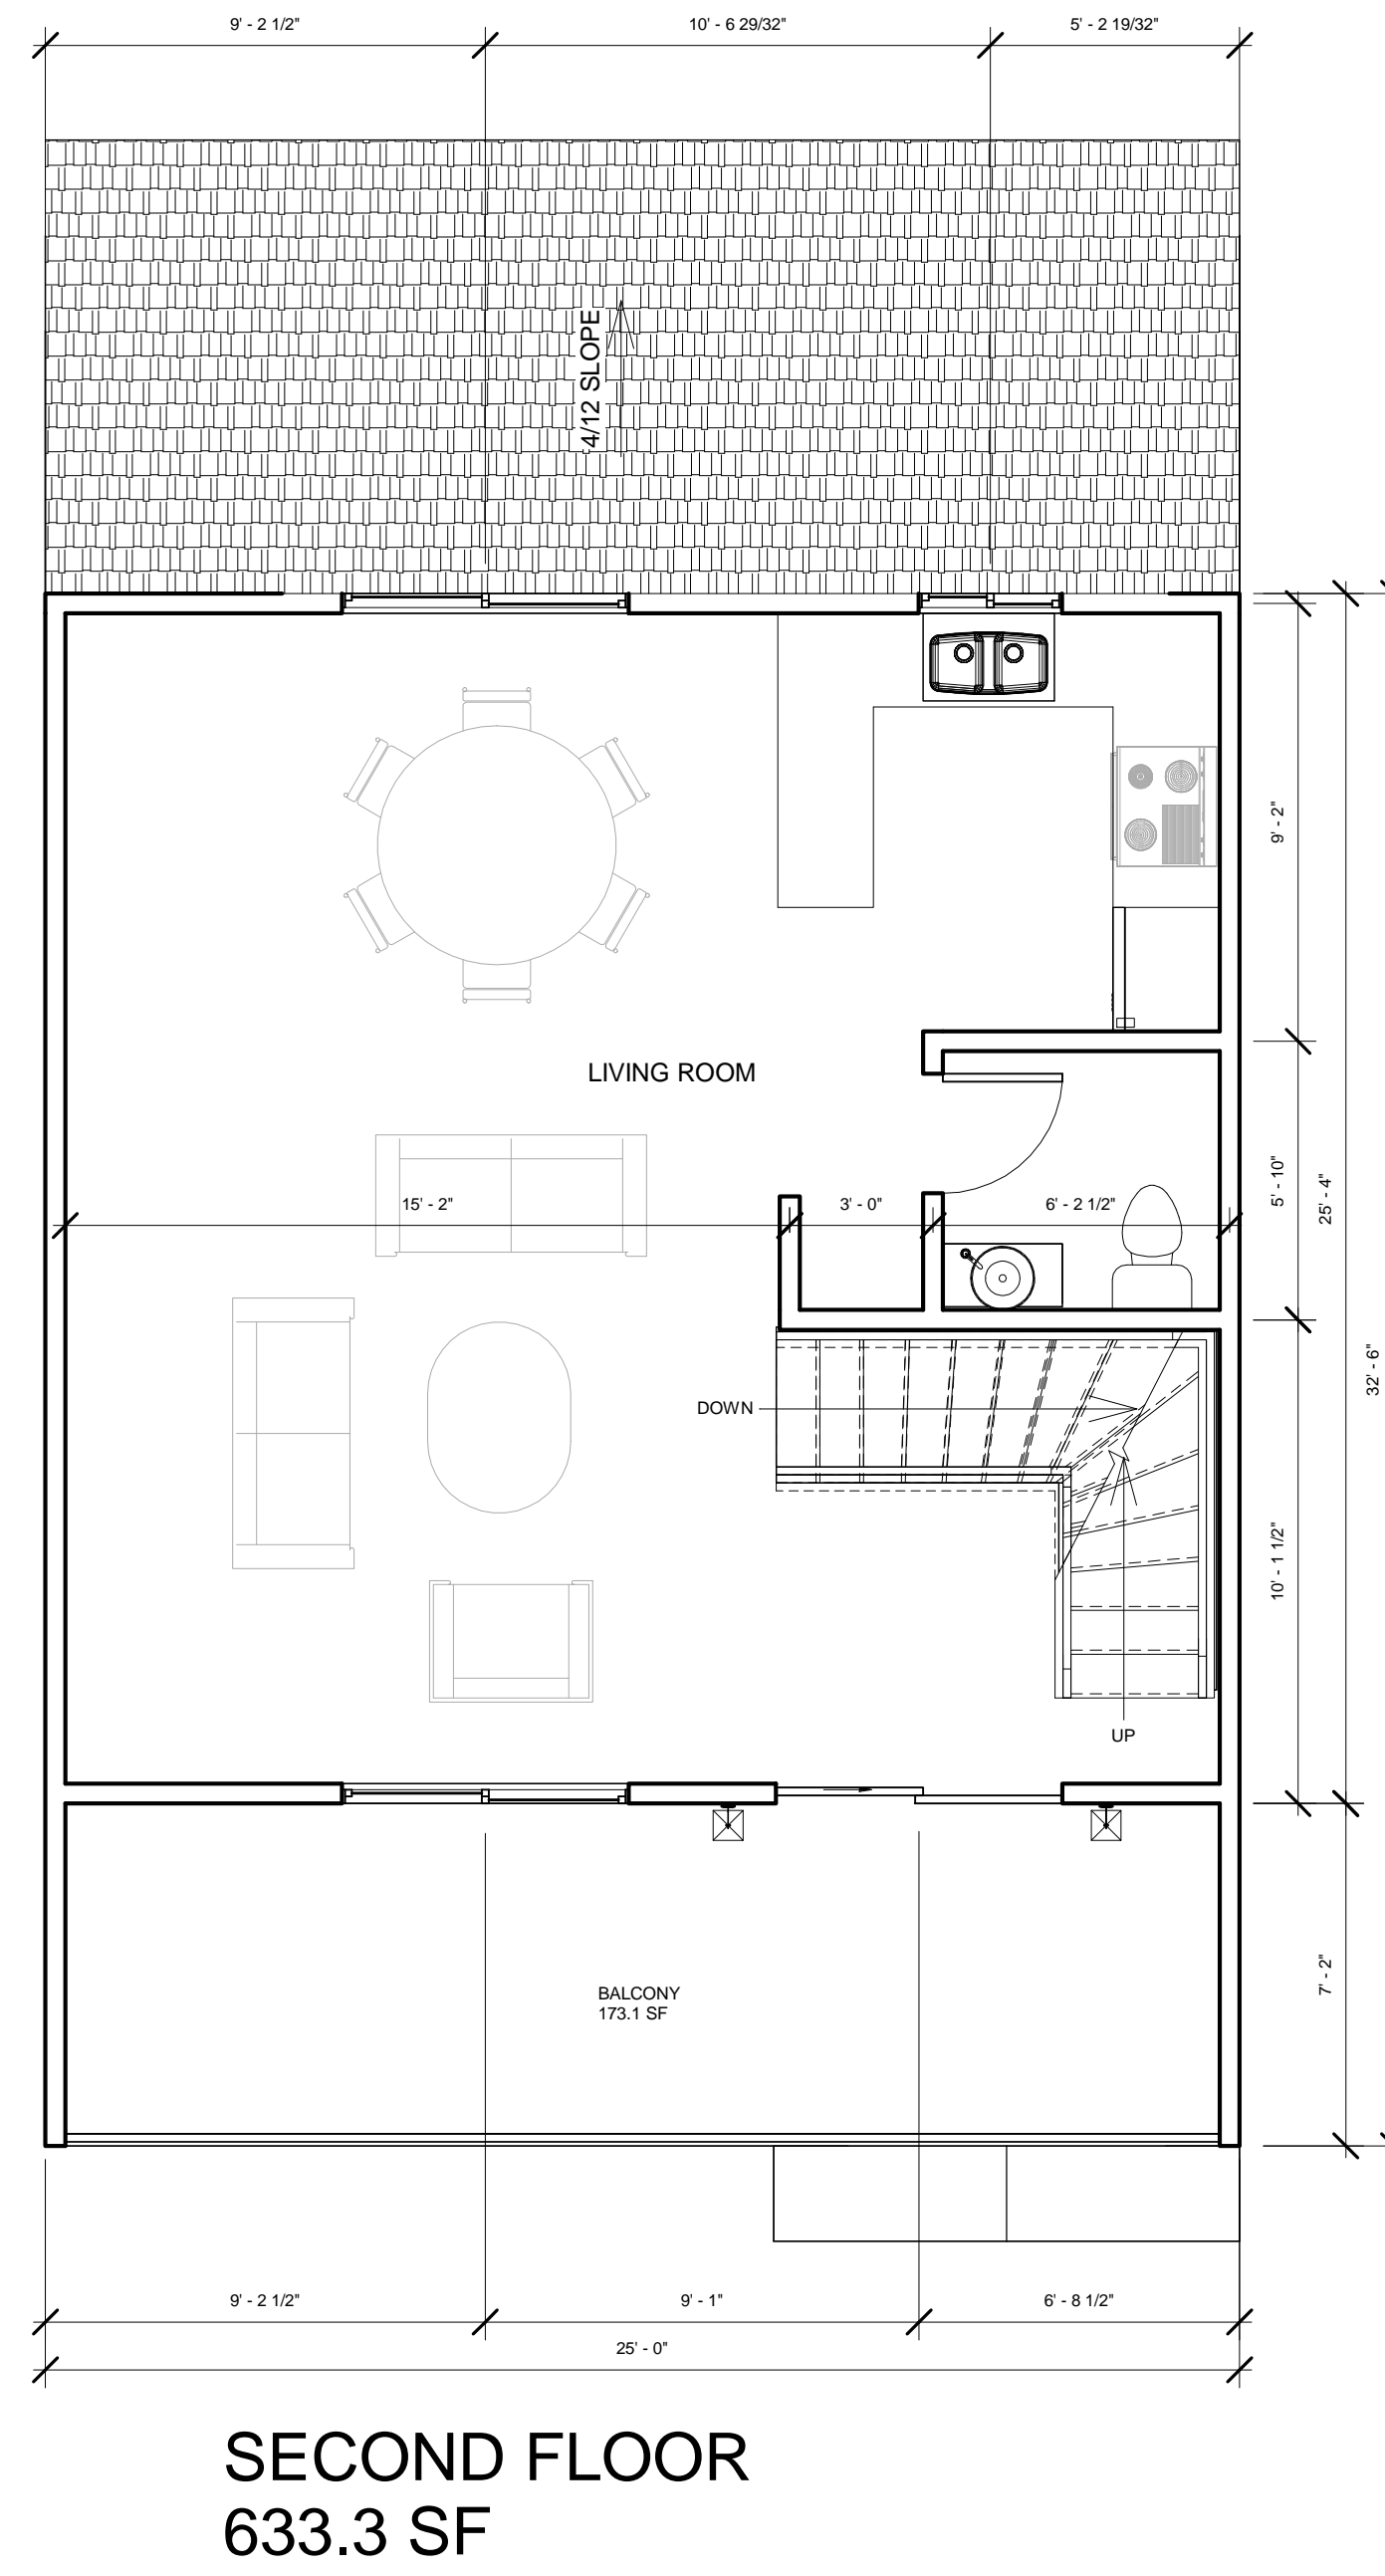 9' - 2 1/2"
10' - 6 29/32"
5' - 2 19/32"
4/12 SLOPE
9' - 2"
LIVING ROOM
15' - 2"
3' - 0"
6' - 2 1/2"
5' - 10"
25' - 4"
32' - 6"
DOWN
10' - 1 1/2"
UP
BALCONY
173.1 SF
7' - 2"
9' - 2 1/2"
9' - 1"
6' - 8 1/2"
25' - 0"
SECOND FLOOR
633.3 SF